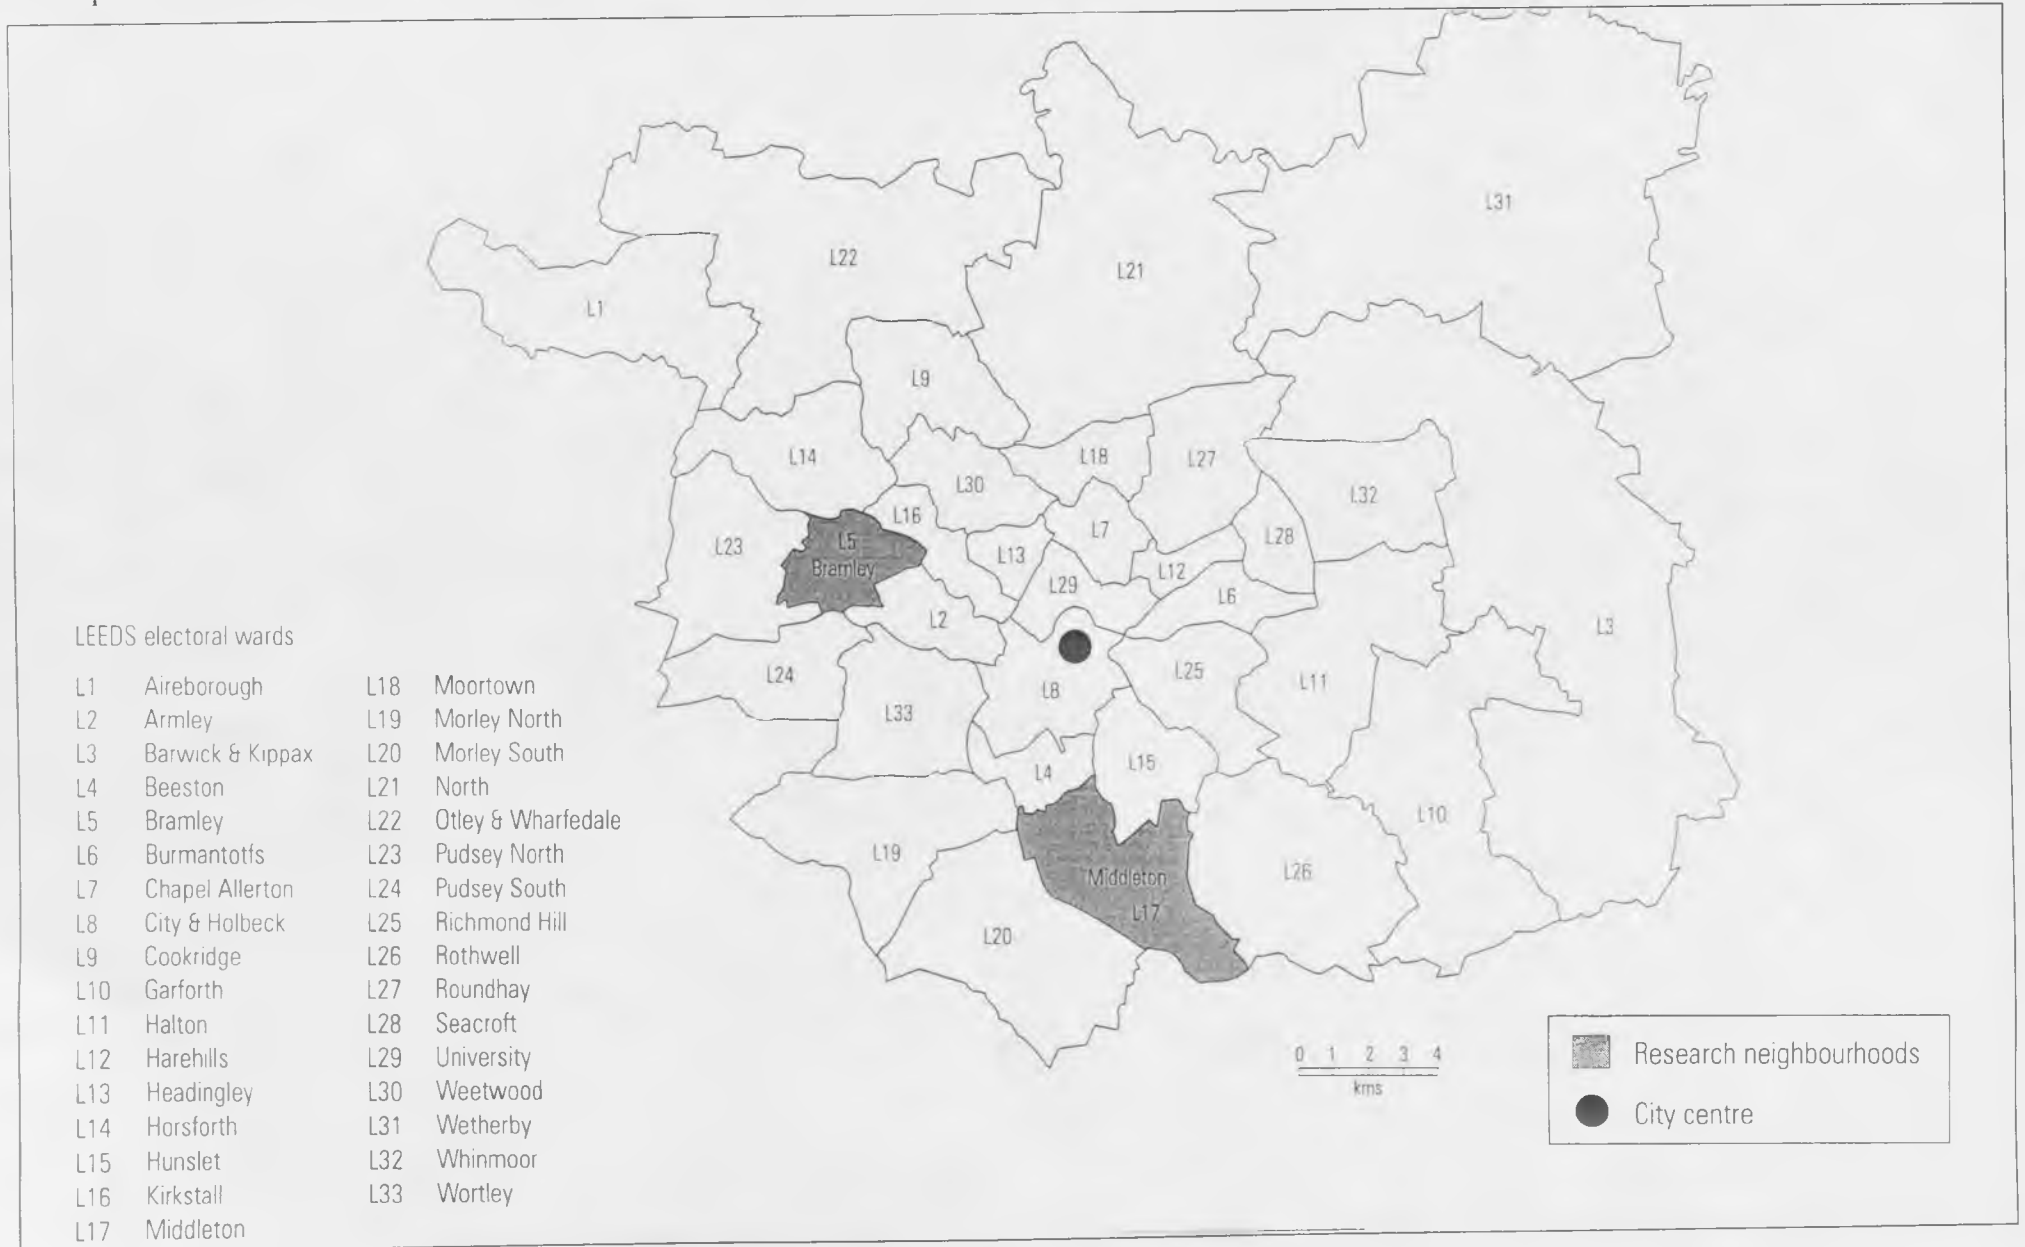 L31
L22
L21
L1
L9
L14
L18
L27
L30
L32
L16
L5
Bramley
L7
L28
L23
L13
L12
L29
L6
L2
L3
L24
L25
L11
L8
L33
L4
L15
L10
L19
L26
Middleton
L17
L20
LEEDS electoral wards
L1 Aireborough
L2 Armley
L3 Barwick & Kippax
L4 Beeston
L5 Bramley
L6 Burmantotfs
L7 Chapel Allerton
L8 City & Holbeck
L9 Cookridge
L10 Garforth
L11 Halton
L12 Harehills
L13 Headingley
L14 Horsforth
L15 Hunslet
L16 Kirkstall
L17 Middleton
L18 Moortown
L19 Morley North
L20 Morley South
L21 North
L22 Otley & Wharfedale
L23 Pudsey North
L24 Pudsey South
L25 Richmond Hill
L26 Rothwell
L27 Roundhay
L28 Seacroft
L29 University
L30 Weetwood
L31 Wetherby
L32 Whinmoor
L33 Wortley
0 1 2 3 4
kms
Research neighbourhoods
City centre